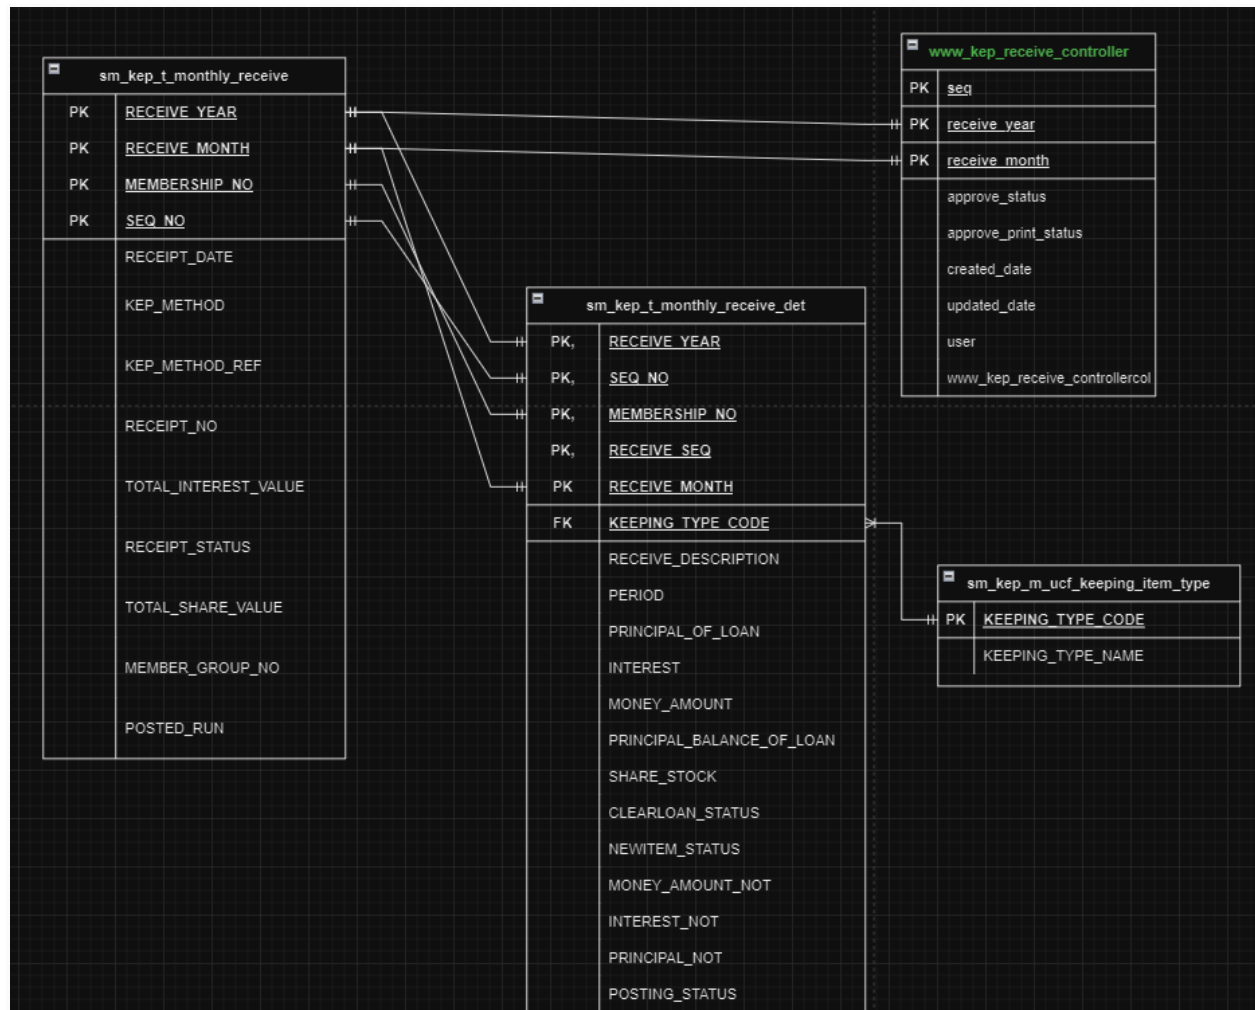 sm_kep_t_monthly_receive
PK RECEIVE_YEAR
PK RECEIVE_MONTH
PK MEMBERSHIP_NO
PK SEQ_NO
RECEIPT_DATE
KEP_METHOD
KEP_METHOD_REF
RECEIPT_NO
TOTAL_INTEREST_VALUE
RECEIPT_STATUS
TOTAL_SHARE_VALUE
MEMBER_GROUP_NO
POSTED_RUN
www_kep_receive_controller
PK seq
PK receive_year
PK receive_month
approve_status
approve_print_status
created_date
updated_date
user
www_kep_receive_controllercol
sm_kep_t_monthly_receive_det
PK, RECEIVE_YEAR
PK, SEQ_NO
PK, MEMBERSHIP_NO
PK, RECEIVE_SEQ
PK RECEIVE_MONTH
FK KEEPING_TYPE_CODE
RECEIVE_DESCRIPTION
PERIOD
PRINCIPAL_OF_LOAN
INTEREST
MONEY_AMOUNT
PRINCIPAL_BALANCE_OF_LOAN
SHARE_STOCK
CLEARLOAN_STATUS
NEWITEM_STATUS
MONEY_AMOUNT_NOT
INTEREST_NOT
PRINCIPAL_NOT
POSTING_STATUS
sm_kep_m_ucf_keeping_item_type
PK KEEPING_TYPE_CODE
KEEPING_TYPE_NAME